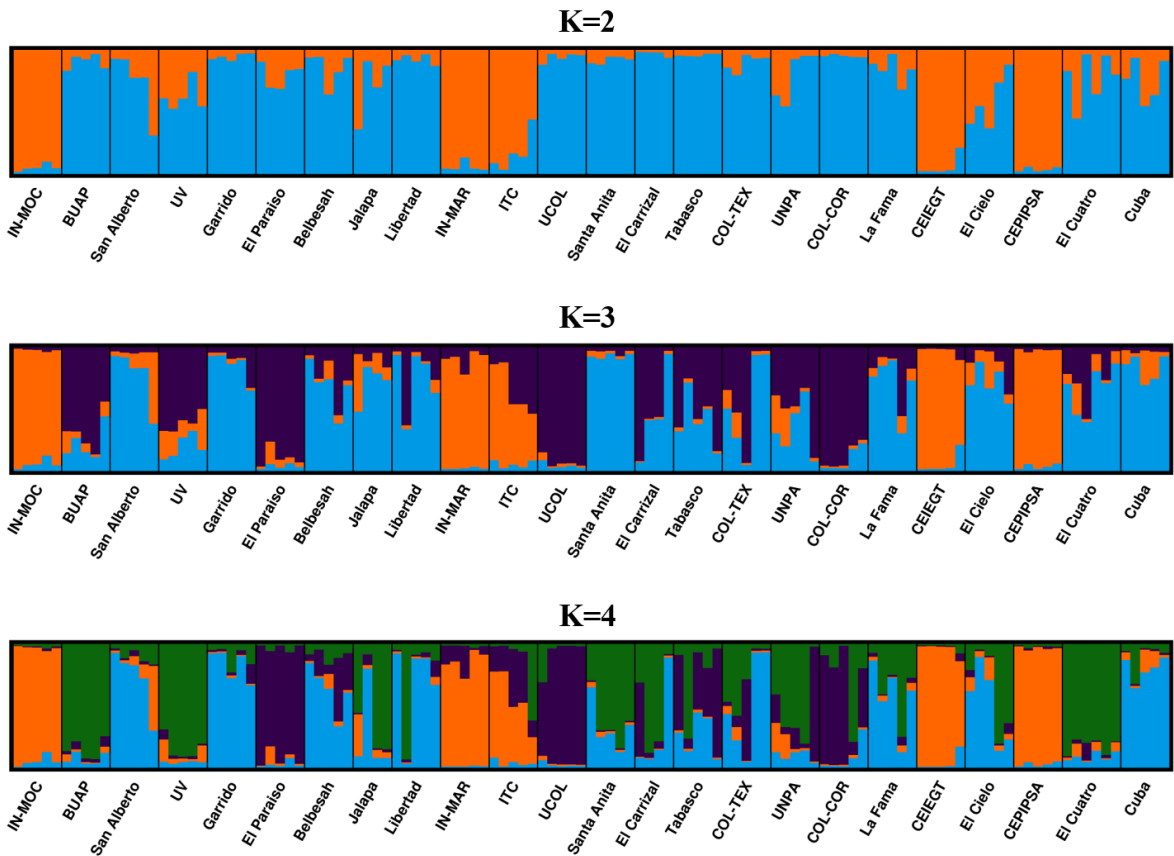 K=2
IN-MOC
BUAP
San Alberto
UV
Garrido
El Paraiso
Belbesah
Jalapa
Libertad
IN-MAR
ITC
UCOL
Santa Anita
El Carrizal
Tabasco
COL-TEX
UNPA
COL-COR
La Fama
CEIEGT
El Cielo
CEPIPSA
El Cuatro
Cuba
K=3
IN-MOC
BUAP
San Alberto
UV
Garrido
El Paraiso
Belbesah
Jalapa
Libertad
IN-MAR
ITC
UCOL
Santa Anita
El Carrizal
Tabasco
COL-TEX
UNPA
COL-COR
La Fama
CEIEGT
El Cielo
CEPIPSA
El Cuatro
Cuba
K=4
IN-MOC
BUAP
San Alberto
UV
Garrido
El Paraiso
Belbesah
Jalapa
Libertad
IN-MAR
ITC
UCOL
Santa Anita
El Carrizal
Tabasco
COL-TEX
UNPA
COL-COR
La Fama
CEIEGT
El Cielo
CEPIPSA
El Cuatro
Cuba